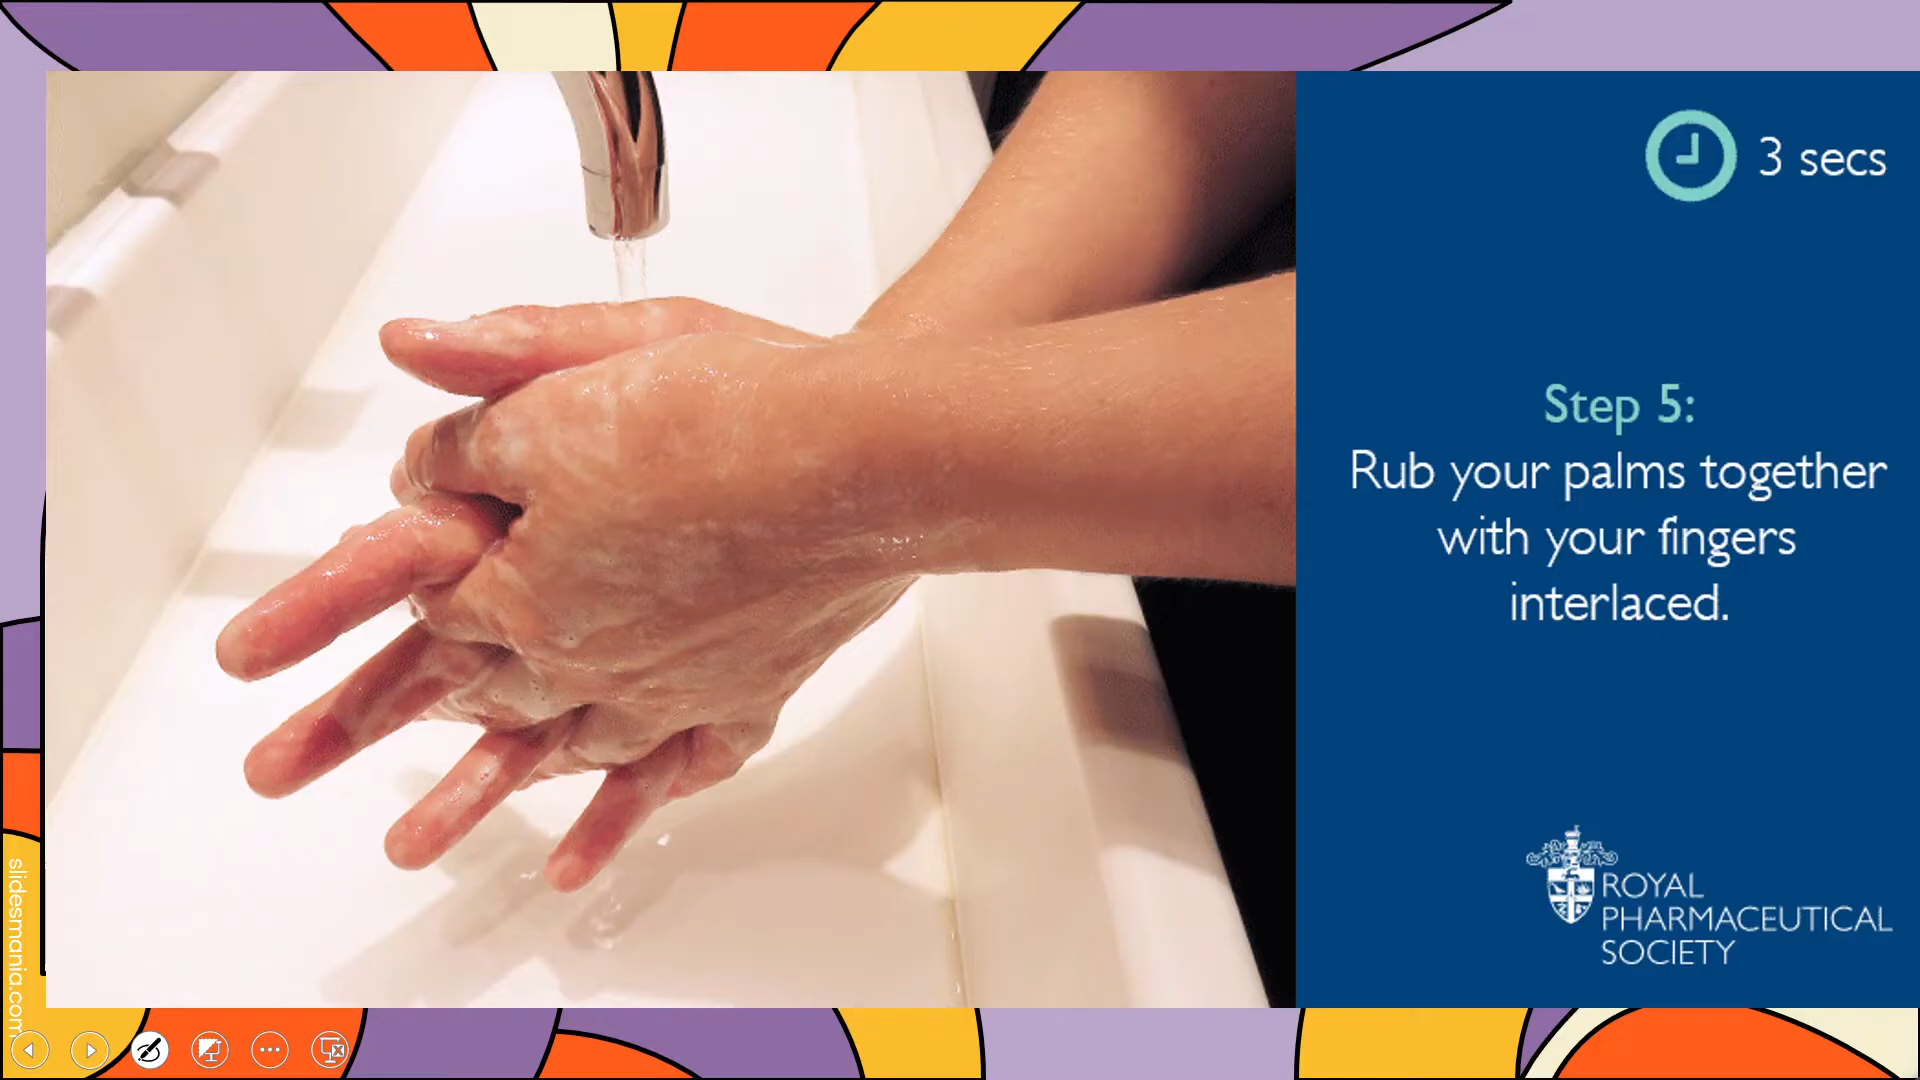 3 secs
Step 5:
Rub your palms together
with your fingers
interlaced.
ROYAL
PHARMACEUTICAL
SOCIETY
slidesmania.com